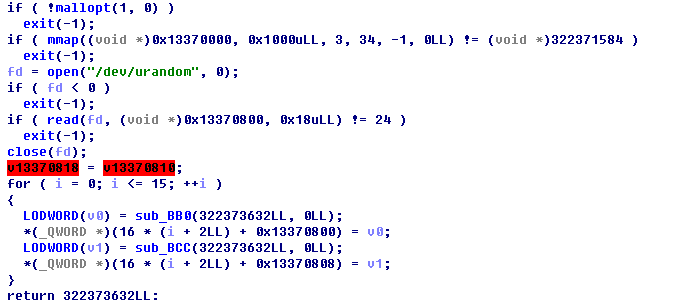 if ( !mallopt(1, 0) )
exit(-1);
if ( mmap((void *)0x13370000, 0x1000uLL, 3, 34, -1, 0LL) != (void *)322371584 )
exit(-1);
fd = open("/dev/urandom", 0);
if ( fd < 0 )
exit(-1);
if ( read(fd, (void *)0x13370800, 0x18uLL) != 24 )
exit(-1);
close(fd);
v13370818 = v13370810;
for ( i = 0; i <= 15; ++i )
{
LODWORD(v0) = sub_BB0(322373632LL, 0LL);
*(_QWORD *)(16 * (i + 2LL) + 0x13370800) = v0;
LODWORD(v1) = sub_BCC(322373632LL, 0LL);
*(_QWORD *)(16 * (i + 2LL) + 0x13370808) = v1;
}
return 322373632LL;